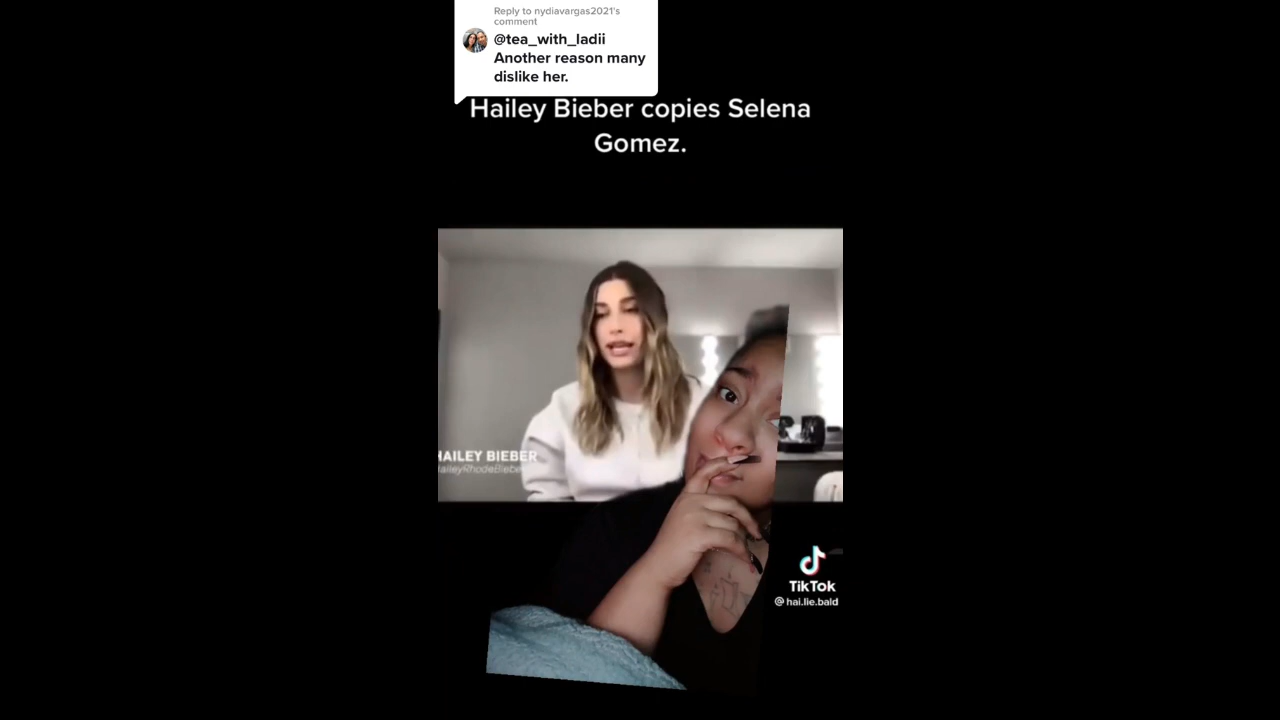 Reply to nydiavargas2021's
comment
@tea_with_ladii
Another reason many
dislike her.
Hailey Bieber copies Selena
Gomez.
HAILEY BIEBER
HaileyRhodeBieber
TikTok
@hai.lie.bald